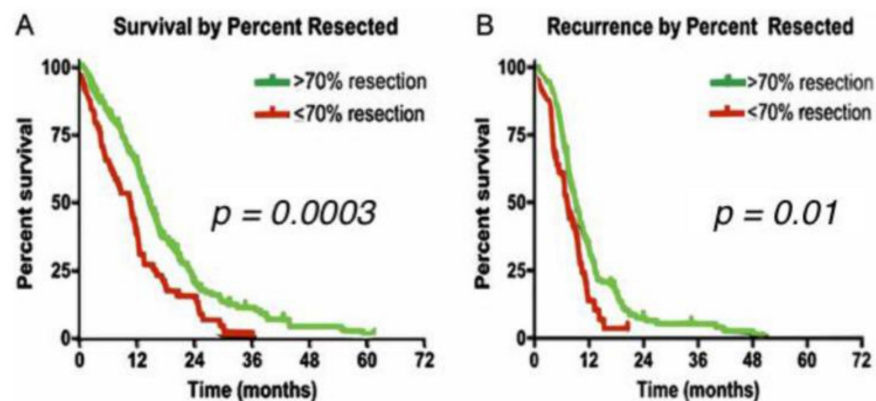 A
Survival by Percent Resected
Percent survival
100
75
50
25
0
>70% resection
≤70% resection
p = 0.0003
0 12 24 36 48 60 72
Time (months)
B
Recurrence by Percent Resected
Percent survival
100
75
50
25
0
>70% resection
≤70% resection
p = 0.01
0 12 24 36 48 60 72
Time (months)